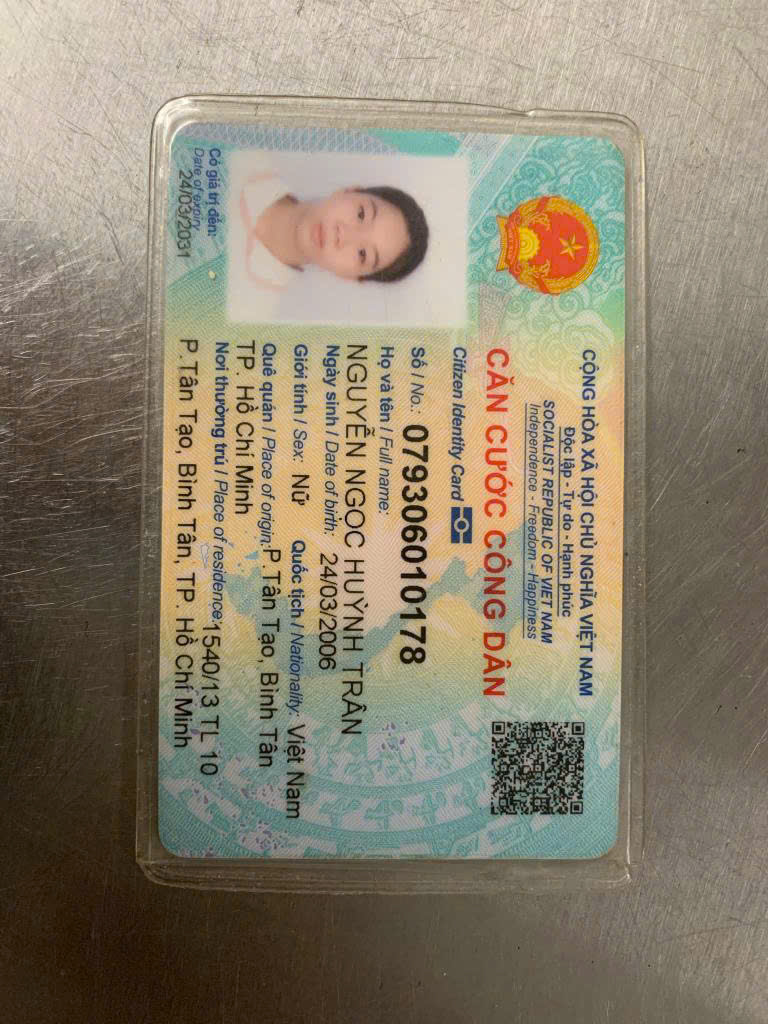 CỘNG HÒA XÃ HỘI CHỦ NGHĨA VIỆT NAM
Độc lập - Tự do - Hạnh phúc
SOCIALIST REPUBLIC OF VIET NAM
Independence - Freedom - Happiness
CĂN CƯỚC CÔNG DÂN
Citizen Identity Card
Số / No.: 079306010178
Họ và tên / Full name:
NGUYỄN NGỌC HUỲNH TRÂN
Ngày sinh / Date of birth: 24/03/2006
Giới tính / Sex: Nữ Quốc tịch / Nationality: Việt Nam
Quê quán / Place of origin: P.Tân Tạo, Bình Tân
TP. Hồ Chí Minh
Nơi thường trú / Place of residence: 1540/13 TL 10
P.Tân Tạo, Bình Tân, TP. Hồ Chí Minh
Có giá trị đến:
Date of expiry
24/03/2031